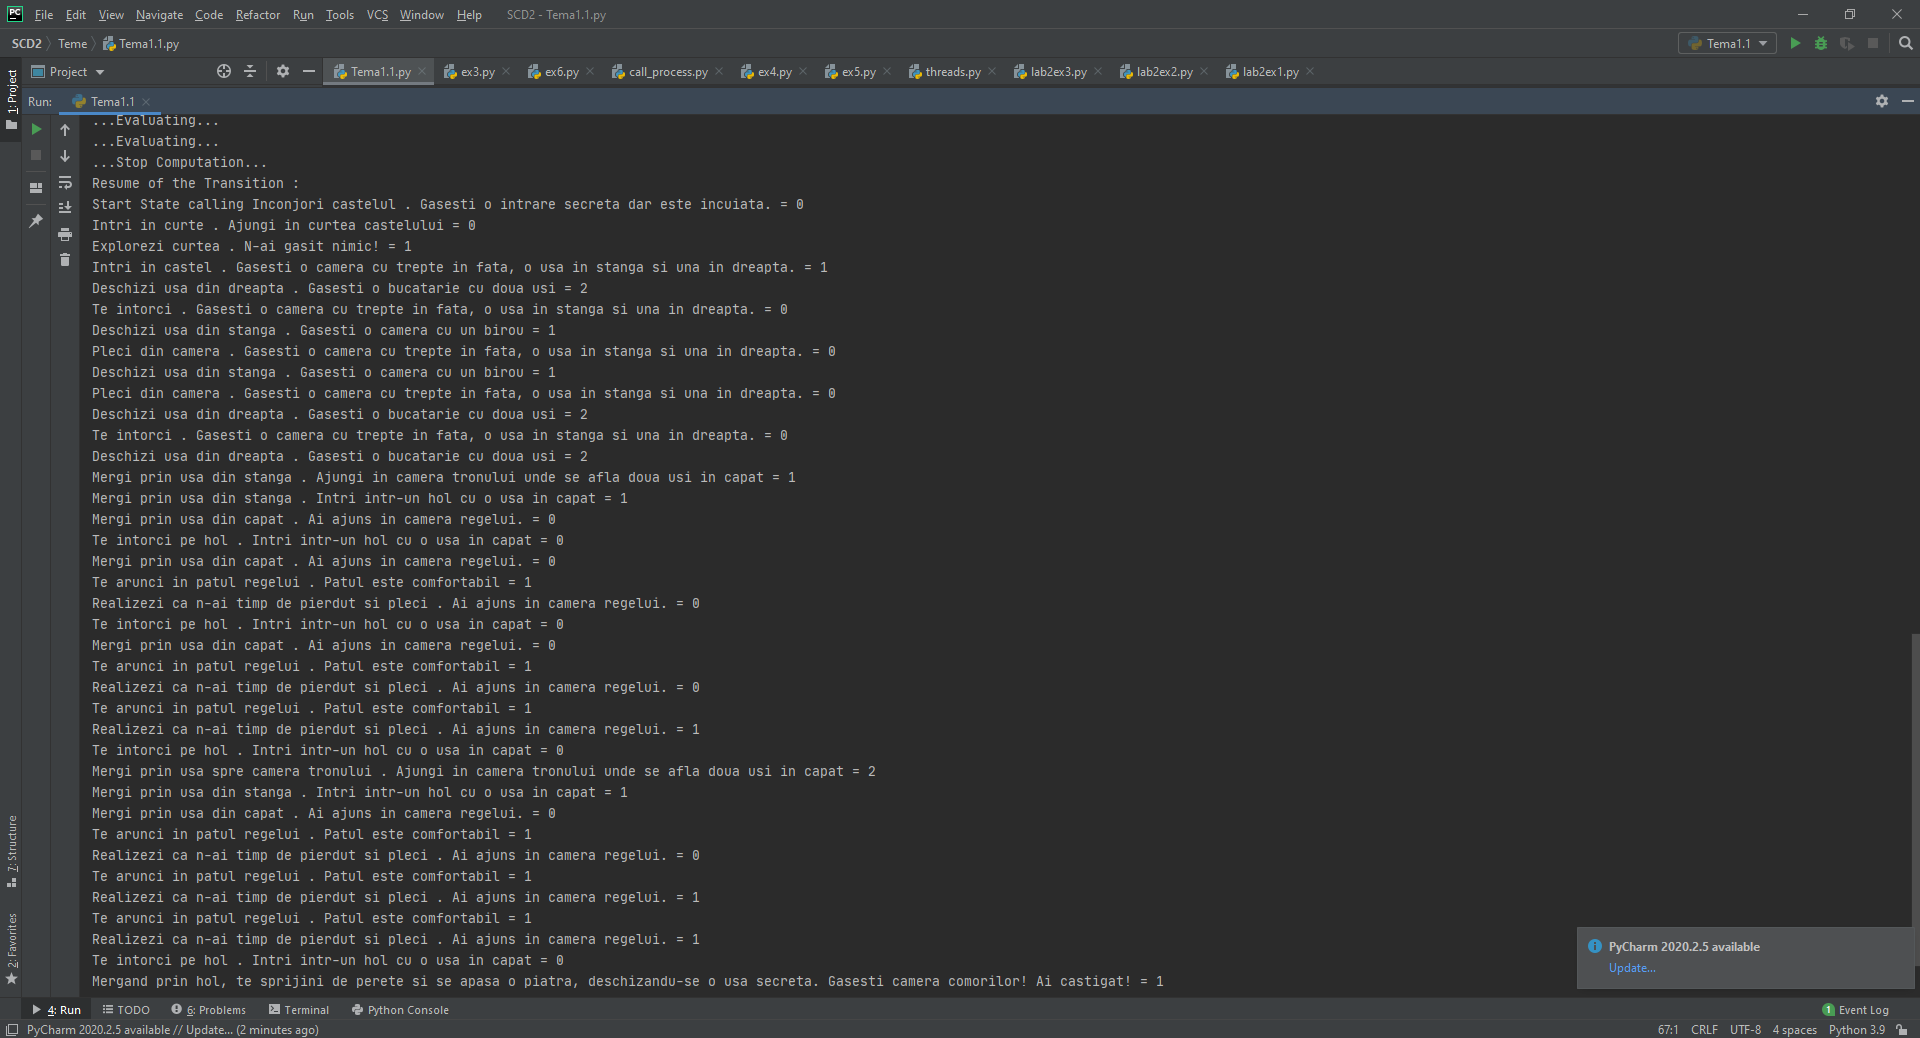 PC File Edit View Navigate Code Refactor Run Tools VCS Window Help SCD2 - Tema1.1.py
SCD2 Teme Tema1.1.py Tema1.1
Project Tema1.1.py ex3.py ex6.py call_process.py ex4.py ex5.py threads.py lab2ex3.py lab2ex2.py lab2ex1.py
1: Project
Run: Tema1.1
...Evaluating...
...Evaluating...
...Stop Computation...
Resume of the Transition :
Start State calling Inconjori castelul . Gasesti o intrare secreta dar este incuiata. = 0
Intri in curte . Ajungi in curtea castelului = 0
Explorezi curtea . N-ai gasit nimic! = 1
Intri in castel . Gasesti o camera cu trepte in fata, o usa in stanga si una in dreapta. = 1
Deschizi usa din dreapta . Gasesti o bucatarie cu doua usi = 2
Te intorci . Gasesti o camera cu trepte in fata, o usa in stanga si una in dreapta. = 0
Deschizi usa din stanga . Gasesti o camera cu un birou = 1
Pleci din camera . Gasesti o camera cu trepte in fata, o usa in stanga si una in dreapta. = 0
Deschizi usa din stanga . Gasesti o camera cu un birou = 1
Pleci din camera . Gasesti o camera cu trepte in fata, o usa in stanga si una in dreapta. = 0
Deschizi usa din dreapta . Gasesti o bucatarie cu doua usi = 2
Te intorci . Gasesti o camera cu trepte in fata, o usa in stanga si una in dreapta. = 0
Deschizi usa din dreapta . Gasesti o bucatarie cu doua usi = 2
Mergi prin usa din stanga . Ajungi in camera tronului unde se afla doua usi in capat = 1
Mergi prin usa din stanga . Intri intr-un hol cu o usa in capat = 1
Mergi prin usa din capat . Ai ajuns in camera regelui. = 0
Te intorci pe hol . Intri intr-un hol cu o usa in capat = 0
Mergi prin usa din capat . Ai ajuns in camera regelui. = 0
Te arunci in patul regelui . Patul este comfortabil = 1
Realizezi ca n-ai timp de pierdut si pleci . Ai ajuns in camera regelui. = 0
Te intorci pe hol . Intri intr-un hol cu o usa in capat = 0
Mergi prin usa din capat . Ai ajuns in camera regelui. = 0
Te arunci in patul regelui . Patul este comfortabil = 1
Realizezi ca n-ai timp de pierdut si pleci . Ai ajuns in camera regelui. = 0
Te arunci in patul regelui . Patul este comfortabil = 1
Realizezi ca n-ai timp de pierdut si pleci . Ai ajuns in camera regelui. = 1
Te intorci pe hol . Intri intr-un hol cu o usa in capat = 0
Mergi prin usa spre camera tronului . Ajungi in camera tronului unde se afla doua usi in capat = 2
Mergi prin usa din stanga . Intri intr-un hol cu o usa in capat = 1
Mergi prin usa din capat . Ai ajuns in camera regelui. = 0
Te arunci in patul regelui . Patul este comfortabil = 1
Realizezi ca n-ai timp de pierdut si pleci . Ai ajuns in camera regelui. = 0
Te arunci in patul regelui . Patul este comfortabil = 1
Realizezi ca n-ai timp de pierdut si pleci . Ai ajuns in camera regelui. = 1
Te arunci in patul regelui . Patul este comfortabil = 1
Realizezi ca n-ai timp de pierdut si pleci . Ai ajuns in camera regelui. = 1
Te intorci pe hol . Intri intr-un hol cu o usa in capat = 0
Mergand prin hol, te sprijini de perete si se apasa o piatra, deschizandu-se o usa secreta. Gasesti camera comorilor! Ai castigat! = 1
7: Structure
2: Favorites
PyCharm 2020.2.5 available
Update...
4: Run TODO 6: Problems Terminal Python Console 1 Event Log
PyCharm 2020.2.5 available // Update... (2 minutes ago) 67:1 CRLF UTF-8 4 spaces Python 3.9